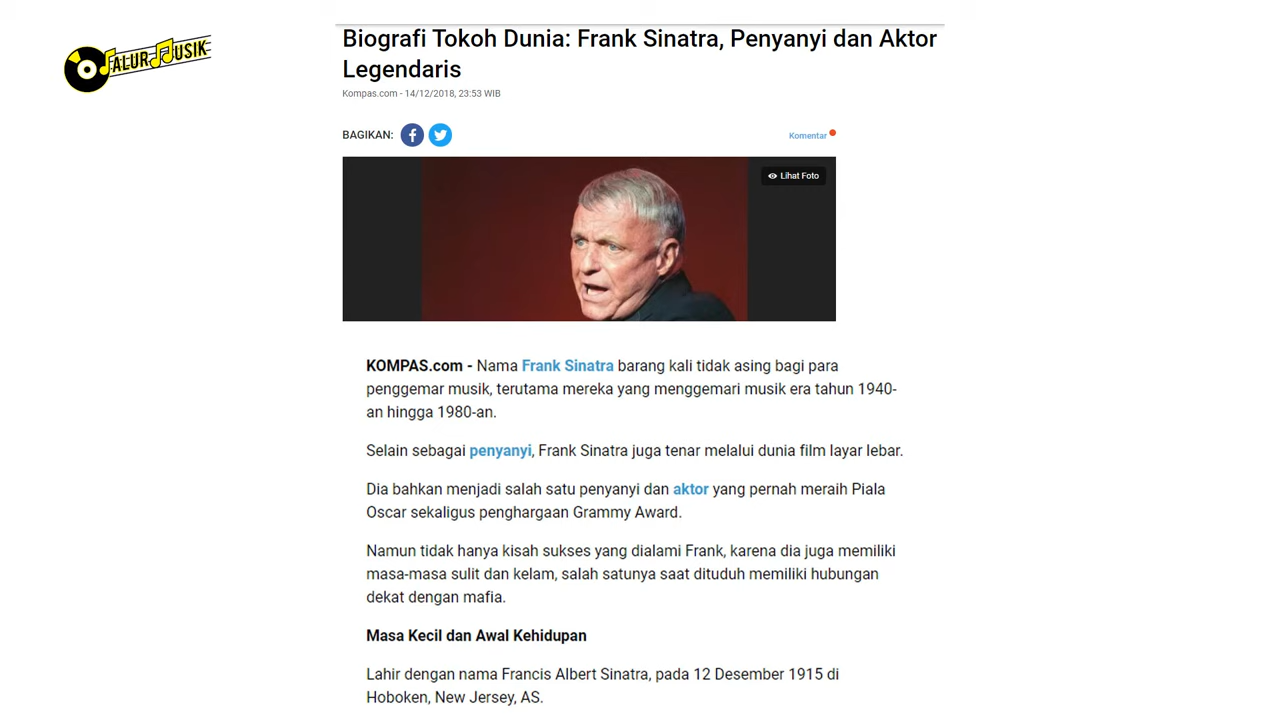 ALUR MUSIK
Biografi Tokoh Dunia: Frank Sinatra, Penyanyi dan Aktor
Legendaris
Kompas.com - 14/12/2018, 23:53 WIB
BAGIKAN:
Komentar
Lihat Foto
KOMPAS.com - Nama Frank Sinatra barang kali tidak asing bagi para
penggemar musik, terutama mereka yang menggemari musik era tahun 1940-
an hingga 1980-an.
Selain sebagai penyanyi, Frank Sinatra juga tenar melalui dunia film layar lebar.
Dia bahkan menjadi salah satu penyanyi dan aktor yang pernah meraih Piala
Oscar sekaligus penghargaan Grammy Award.
Namun tidak hanya kisah sukses yang dialami Frank, karena dia juga memiliki
masa-masa sulit dan kelam, salah satunya saat dituduh memiliki hubungan
dekat dengan mafia.
Masa Kecil dan Awal Kehidupan
Lahir dengan nama Francis Albert Sinatra, pada 12 Desember 1915 di
Hoboken, New Jersey, AS.